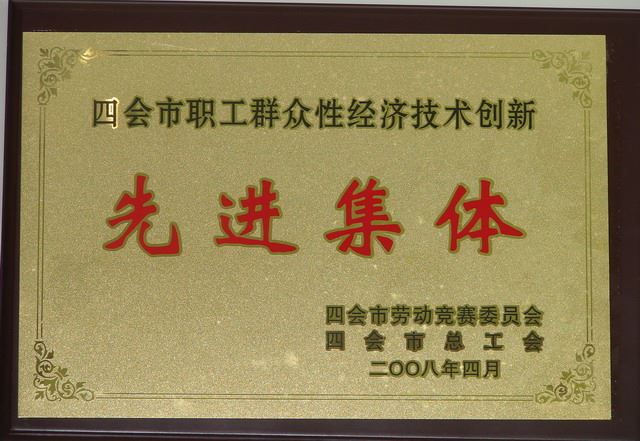 四会市职工群众性经济技术创新
先进集体
四会市劳动竞赛委员会
四会市总工会
二〇〇八年四月